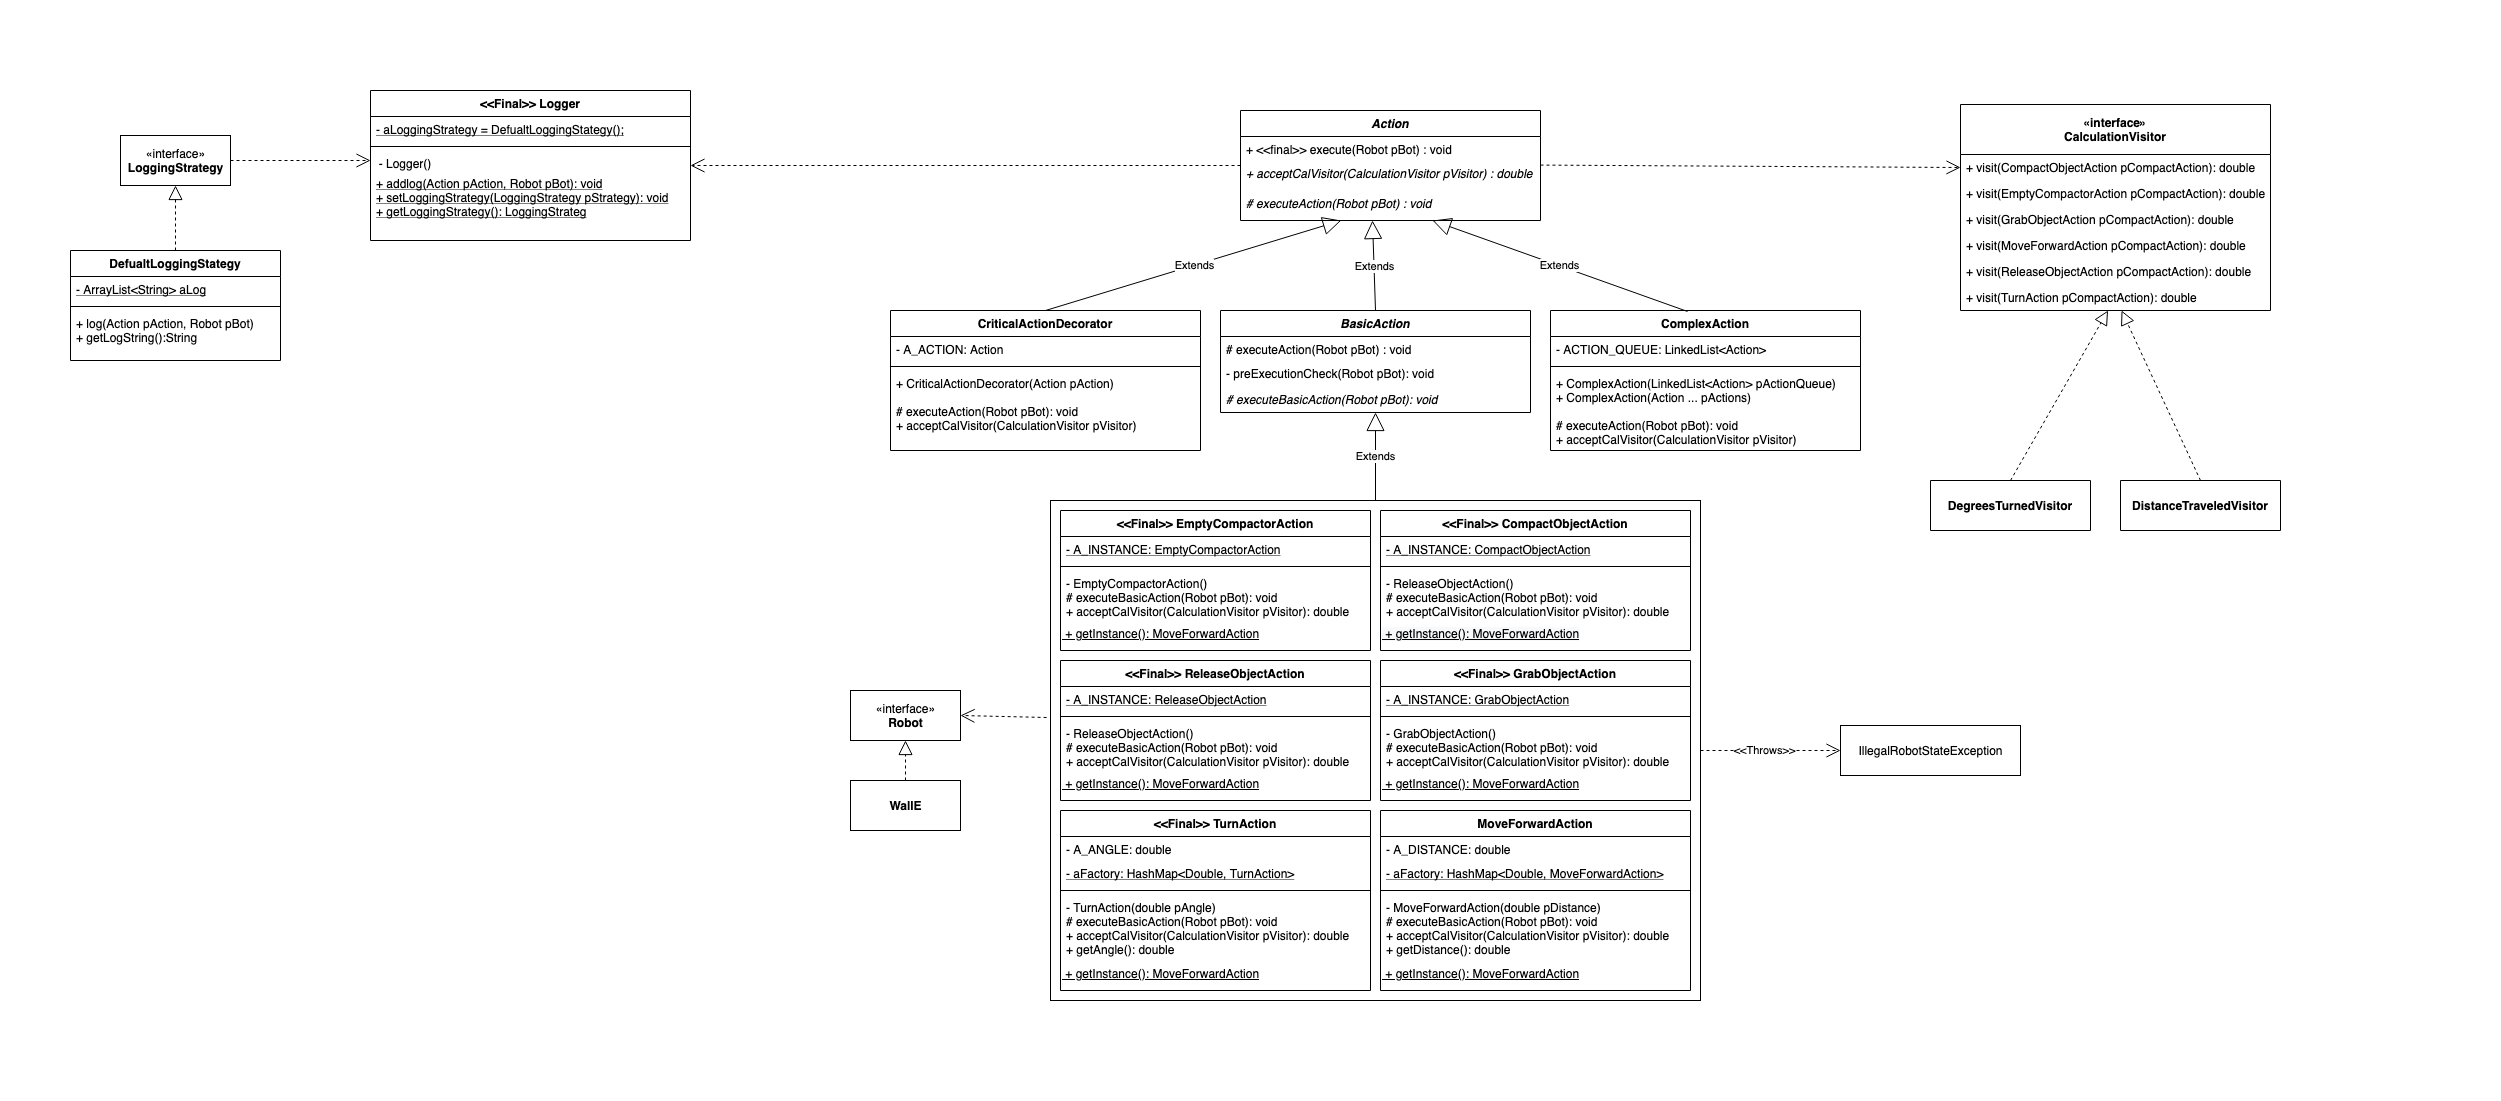 <<Final>> Logger
- aLoggingStrategy = DefualtLoggingStategy();
- Logger()
+ addlog(Action pAction, Robot pBot): void
+ setLoggingStrategy(LoggingStrategy pStrategy): void
+ getLoggingStrategy(): LoggingStrateg
«interface»
LoggingStrategy
DefualtLoggingStategy
- ArrayList<String> aLog
+ log(Action pAction, Robot pBot)
+ getLogString():String
Action
+ <<final>> execute(Robot pBot) : void
+ acceptCalVisitor(CalculationVisitor pVisitor) : double
# executeAction(Robot pBot) : void
«interface»
CalculationVisitor
+ visit(CompactObjectAction pCompactAction): double
+ visit(EmptyCompactorAction pCompactAction): double
+ visit(GrabObjectAction pCompactAction): double
+ visit(MoveForwardAction pCompactAction): double
+ visit(ReleaseObjectAction pCompactAction): double
+ visit(TurnAction pCompactAction): double
Extends
Extends
Extends
CriticalActionDecorator
- A_ACTION: Action
+ CriticalActionDecorator(Action pAction)
# executeAction(Robot pBot): void
+ acceptCalVisitor(CalculationVisitor pVisitor)
BasicAction
# executeAction(Robot pBot) : void
- preExecutionCheck(Robot pBot): void
# executeBasicAction(Robot pBot): void
ComplexAction
- ACTION_QUEUE: LinkedList<Action>
+ ComplexAction(LinkedList<Action> pActionQueue)
+ ComplexAction(Action ... pActions)
# executeAction(Robot pBot): void
+ acceptCalVisitor(CalculationVisitor pVisitor)
Extends
DegreesTurnedVisitor
DistanceTraveledVisitor
<<Final>> EmptyCompactorAction
- A_INSTANCE: EmptyCompactorAction
- EmptyCompactorAction()
# executeBasicAction(Robot pBot): void
+ acceptCalVisitor(CalculationVisitor pVisitor): double
+ getInstance(): MoveForwardAction
<<Final>> CompactObjectAction
- A_INSTANCE: CompactObjectAction
- ReleaseObjectAction()
# executeBasicAction(Robot pBot): void
+ acceptCalVisitor(CalculationVisitor pVisitor): double
+ getInstance(): MoveForwardAction
<<Final>> ReleaseObjectAction
- A_INSTANCE: ReleaseObjectAction
- ReleaseObjectAction()
# executeBasicAction(Robot pBot): void
+ acceptCalVisitor(CalculationVisitor pVisitor): double
+ getInstance(): MoveForwardAction
<<Final>> GrabObjectAction
- A_INSTANCE: GrabObjectAction
- GrabObjectAction()
# executeBasicAction(Robot pBot): void
+ acceptCalVisitor(CalculationVisitor pVisitor): double
+ getInstance(): MoveForwardAction
«interface»
Robot
WallE
<<Throws>>
IllegalRobotStateException
<<Final>> TurnAction
- A_ANGLE: double
- aFactory: HashMap<Double, TurnAction>
- TurnAction(double pAngle)
# executeBasicAction(Robot pBot): void
+ acceptCalVisitor(CalculationVisitor pVisitor): double
+ getAngle(): double
+ getInstance(): MoveForwardAction
MoveForwardAction
- A_DISTANCE: double
- aFactory: HashMap<Double, MoveForwardAction>
- MoveForwardAction(double pDistance)
# executeBasicAction(Robot pBot): void
+ acceptCalVisitor(CalculationVisitor pVisitor): double
+ getDistance(): double
+ getInstance(): MoveForwardAction